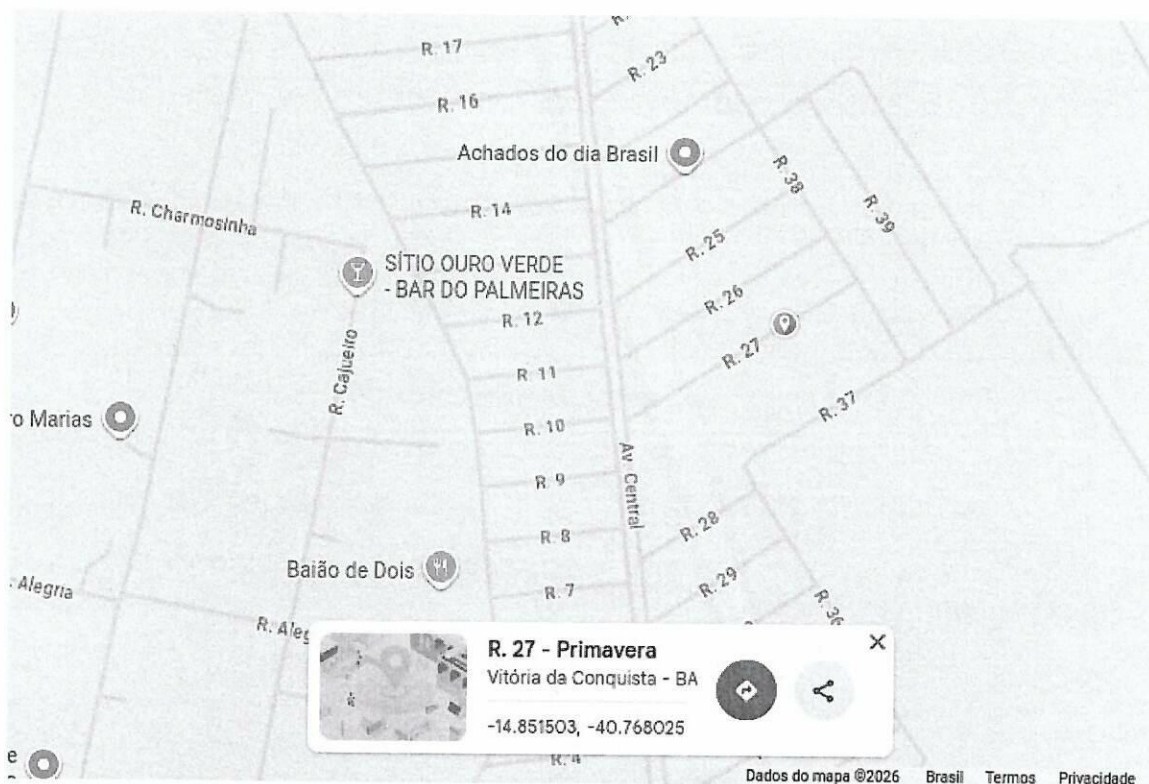 R. 17
R. 23
R. 16
Achados do dia Brasil
R. 38
R. 14
R. Charmosinha
R. 39
R. 25
SÍTIO OURO VERDE
- BAR DO PALMEIRAS
R. 26
R. 12
R. 27
R. 11
R. Cajueiro
R. 37
ro Marias
R. 10
Av. Central
R. 9
R. 28
R. 8
Baião de Dois
R. 29
R. 7
. Alegria
R. 36
R. Aleg
R. 27 - Primavera
Vitória da Conquista - BA
-14.851503, -40.768025
R. 4
e
Dados do mapa ©2026 Brasil Termos Privacidade